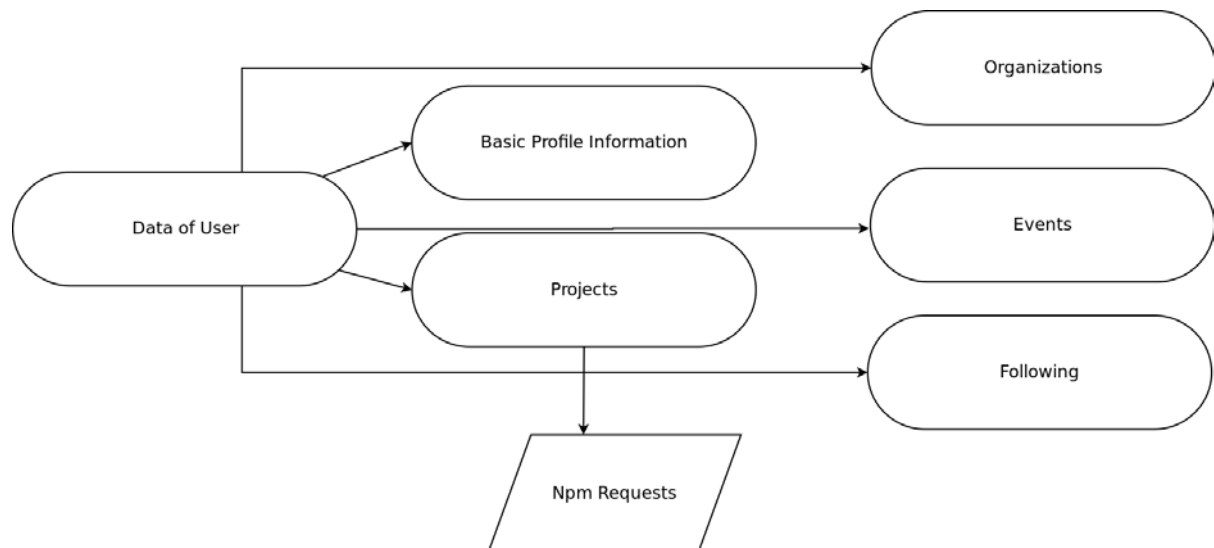 Organizations
Basic Profile Information
Data of User
Events
Projects
Following
Npm Requests